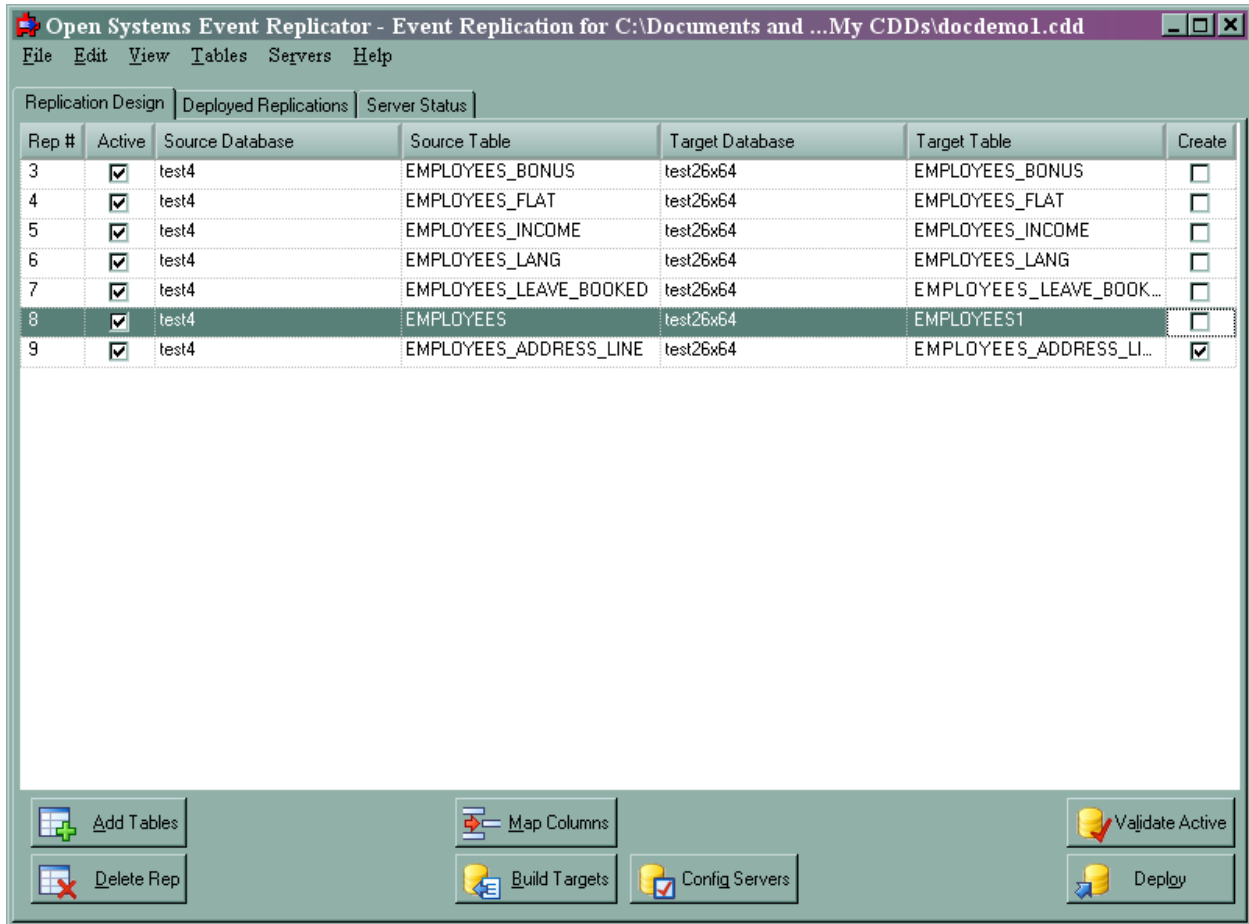 Open Systems Event Replicator - Event Replication for C:\Documents and ...My CDDs\docdemo1.cdd
File Edit View Tables Servers Help
Replication Design Deployed Replications Server Status
Rep # Active Source Database Source Table Target Database Target Table Create
3 test4 EMPLOYEES_BONUS test26x64 EMPLOYEES_BONUS
4 test4 EMPLOYEES_FLAT test26x64 EMPLOYEES_FLAT
5 test4 EMPLOYEES_INCOME test26x64 EMPLOYEES_INCOME
6 test4 EMPLOYEES_LANG test26x64 EMPLOYEES_LANG
7 test4 EMPLOYEES_LEAVE_BOOKED test26x64 EMPLOYEES_LEAVE_BOOK...
8 test4 EMPLOYEES test26x64 EMPLOYEES1
9 test4 EMPLOYEES_ADDRESS_LINE test26x64 EMPLOYEES_ADDRESS_LI...
Add Tables Map Columns Validate Active
Delete Rep Build Targets Config Servers Deploy